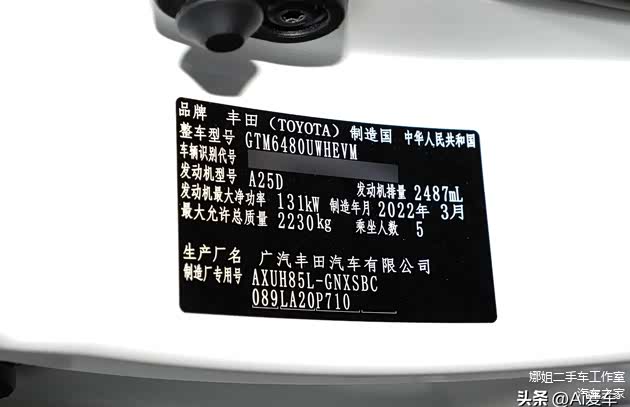 品牌 丰田（TOYOTA）制造国 中华人民共和国
整车型号 GTM6480UWHEVM
车辆识别代号
发动机型号 A25D 发动机排量 2487mL
发动机最大净功率 131kW 制造年月 2022年 3月
最大允许总质量 2230kg 乘坐人数 5
生产厂名 广汽丰田汽车有限公司
制造厂专用号 AXUH85L-GNXSBC
089LA20P710
娜姐二手车工作室
汽车之家
头条 @AI爱车